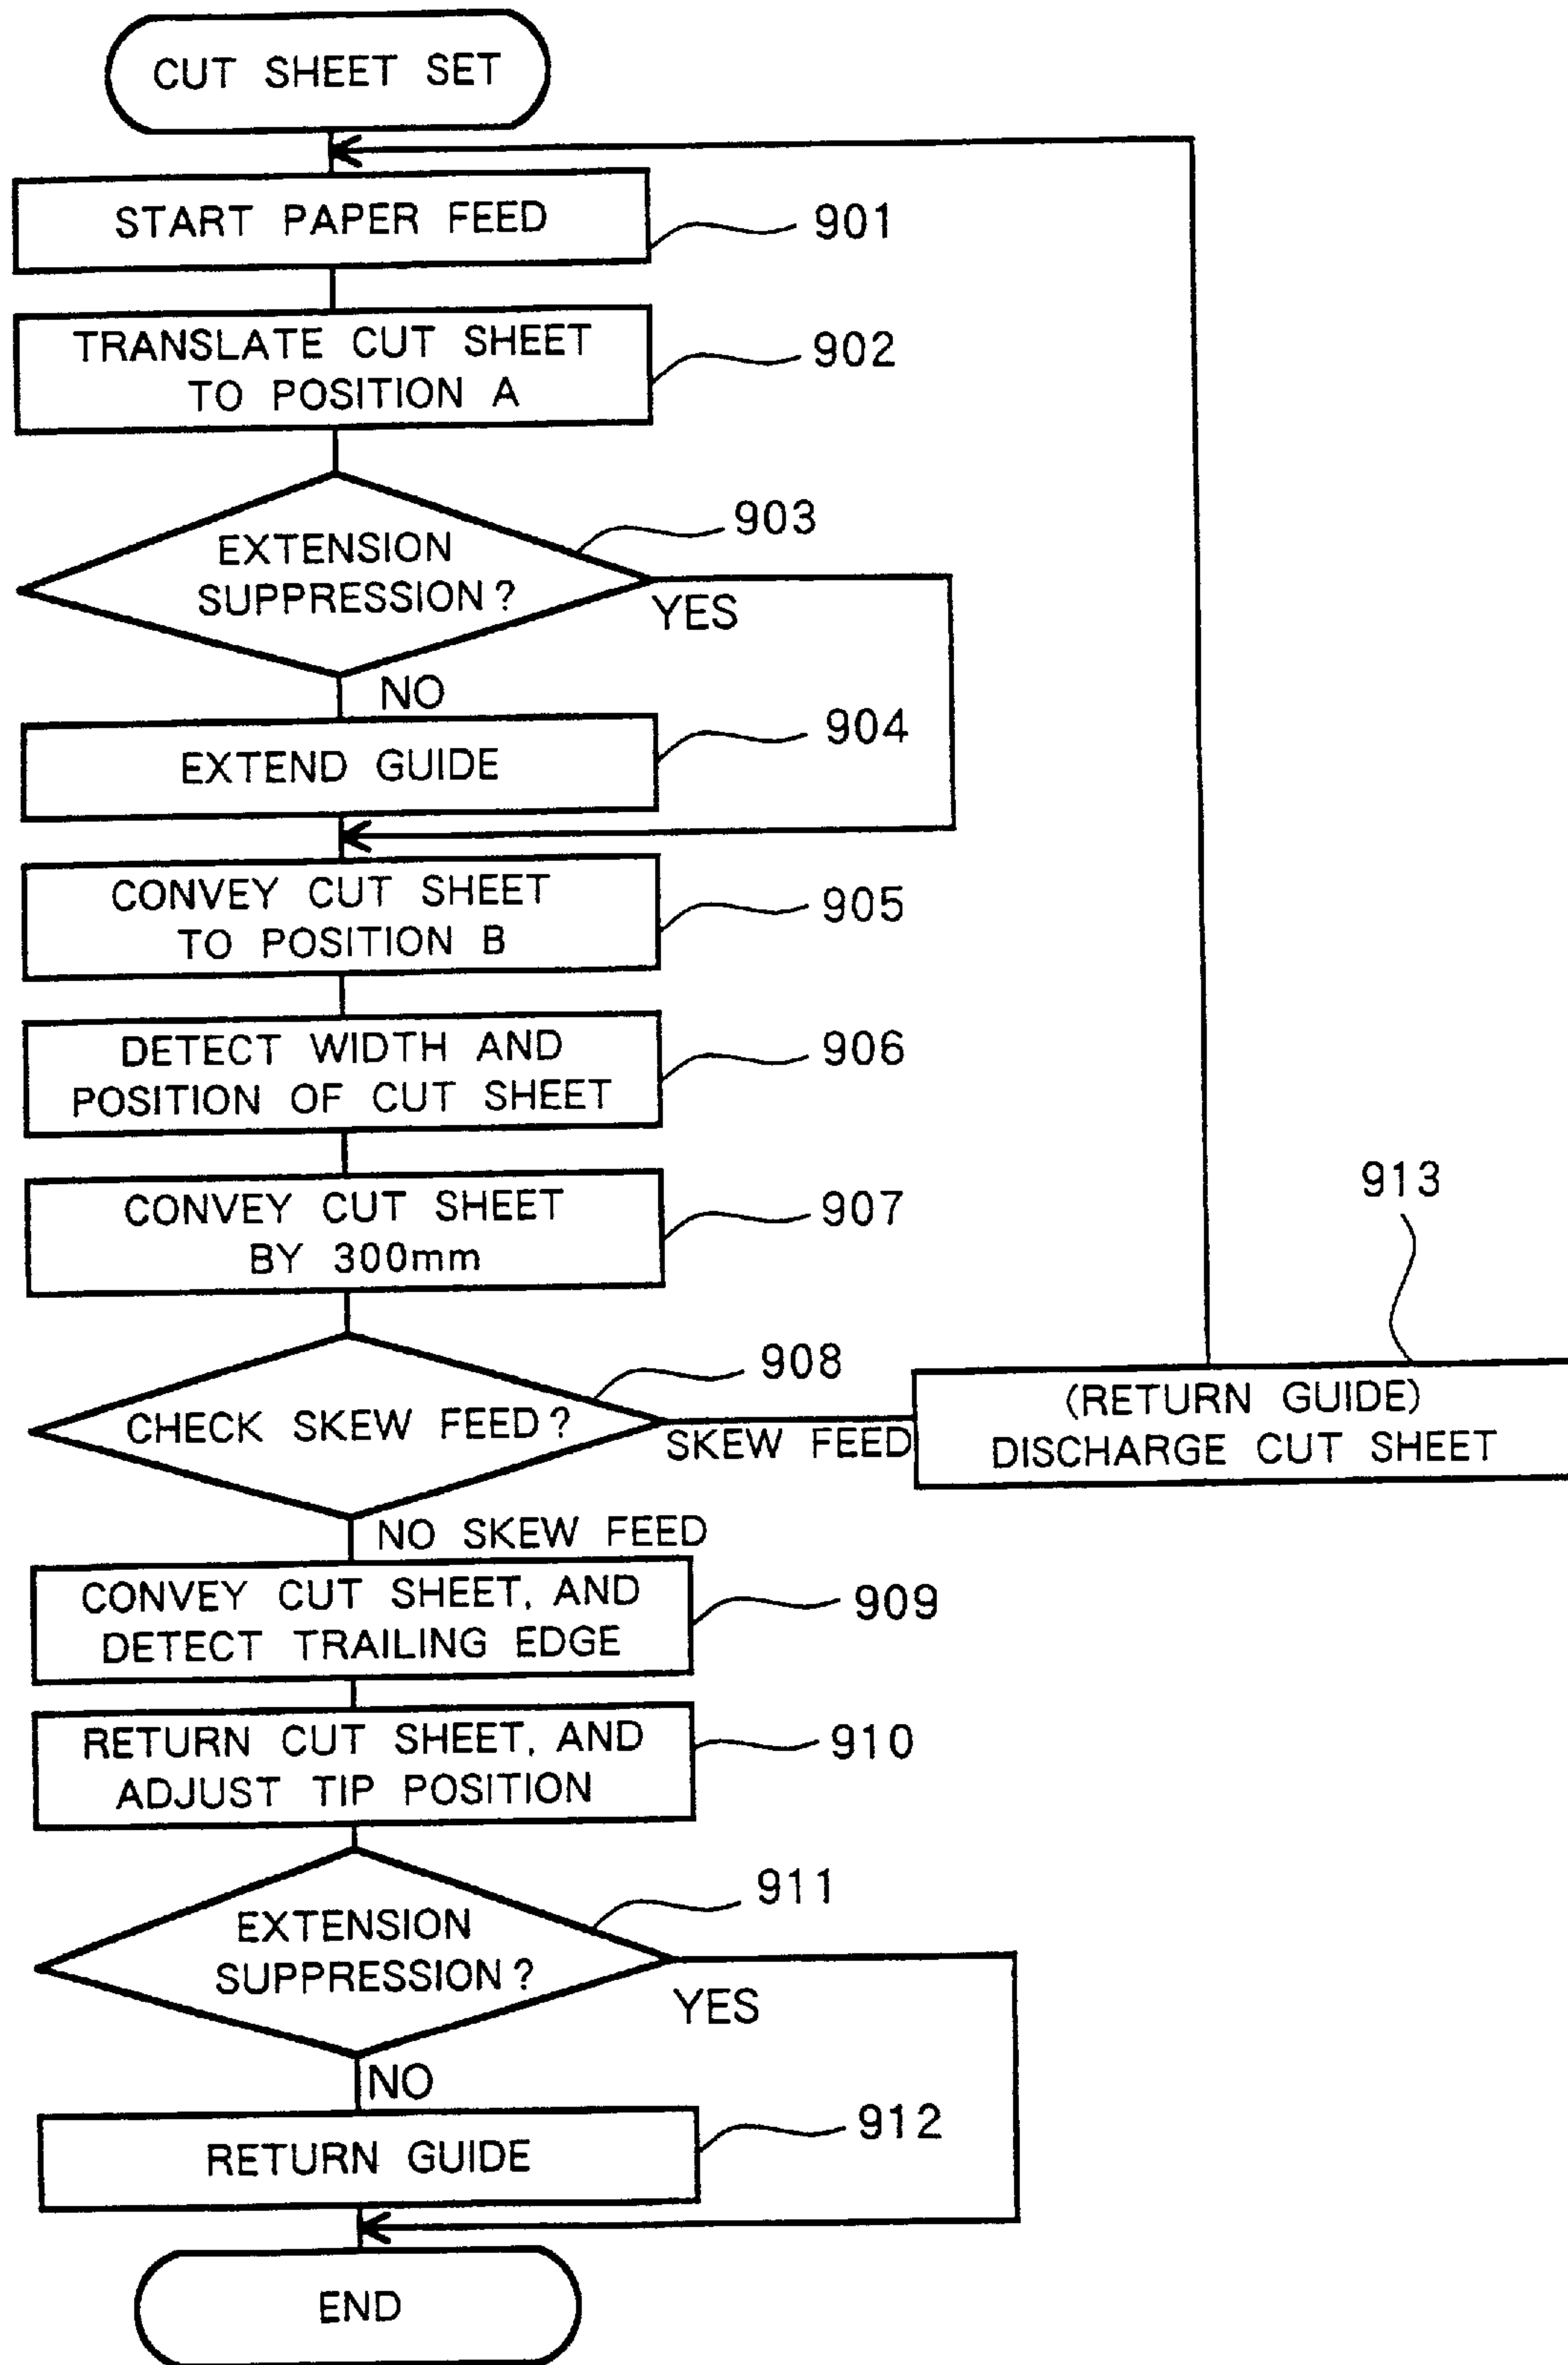 CUT SHEET SET
START PAPER FEED
901
TRANSLATE CUT SHEET
TO POSITION A
902
EXTENSION
SUPPRESSION?
903
YES
NO
EXTEND GUIDE
904
CONVEY CUT SHEET
TO POSITION B
905
DETECT WIDTH AND
POSITION OF CUT SHEET
906
CONVEY CUT SHEET
BY 300mm
907
CHECK SKEW FEED?
908
SKEW FEED
913
(RETURN GUIDE)
DISCHARGE CUT SHEET
NO SKEW FEED
CONVEY CUT SHEET, AND
DETECT TRAILING EDGE
909
RETURN CUT SHEET, AND
ADJUST TIP POSITION
910
EXTENSION
SUPPRESSION?
911
YES
NO
RETURN GUIDE
912
END